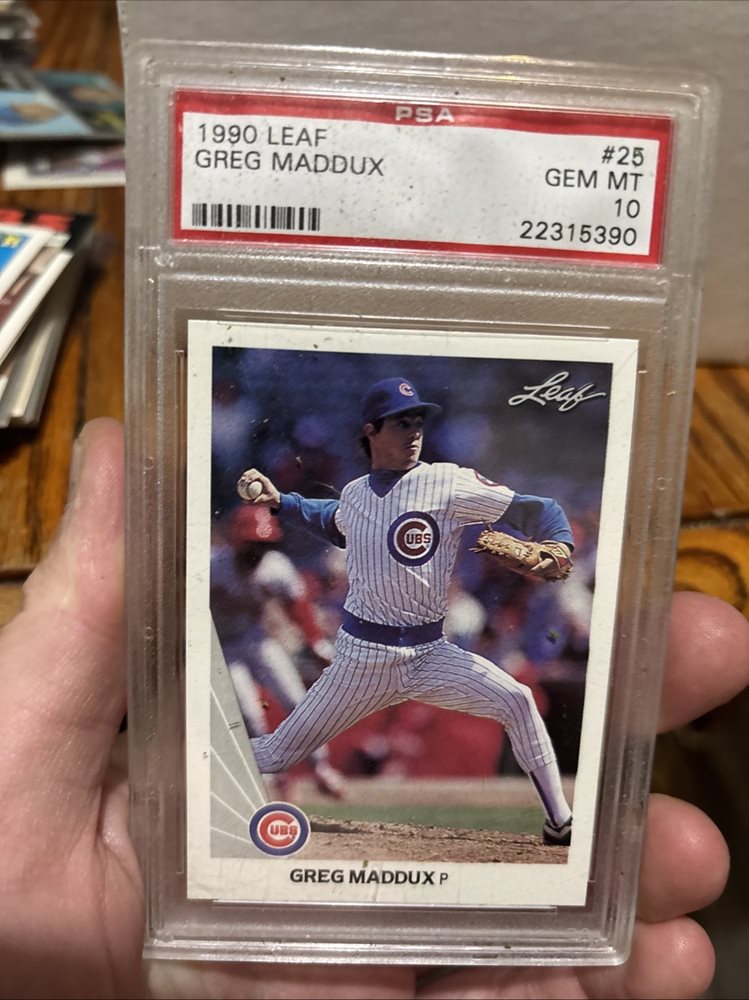 PSA
1990 LEAF #25
GREG MADDUX GEM MT
10
22315390
Leaf
CUBS
CUBS
GREG MADDUX P